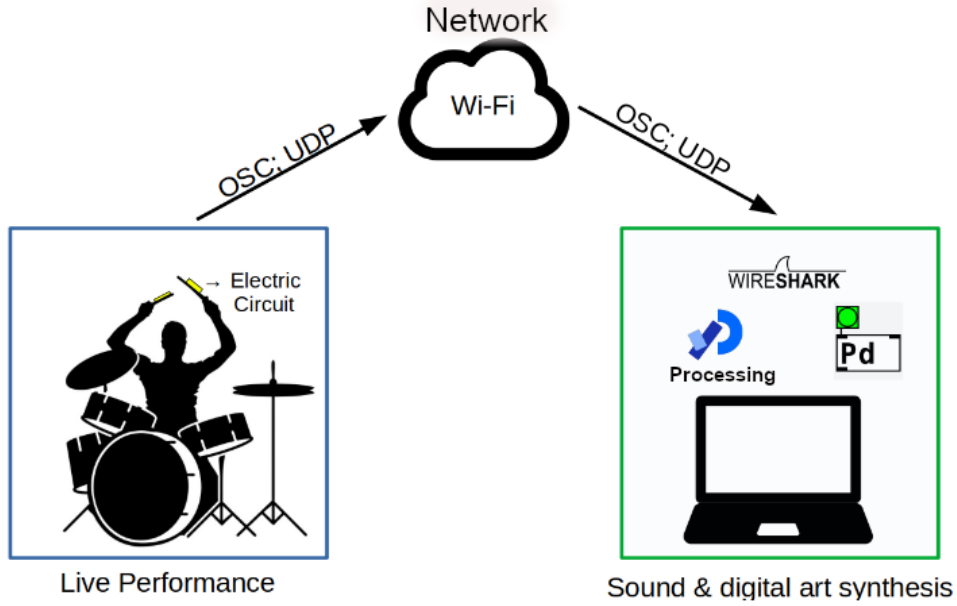 Network
Wi-Fi
OSC; UDP
OSC; UDP
→ Electric
Circuit
WIRESHARK
Processing
Pd
Live Performance
Sound & digital art synthesis